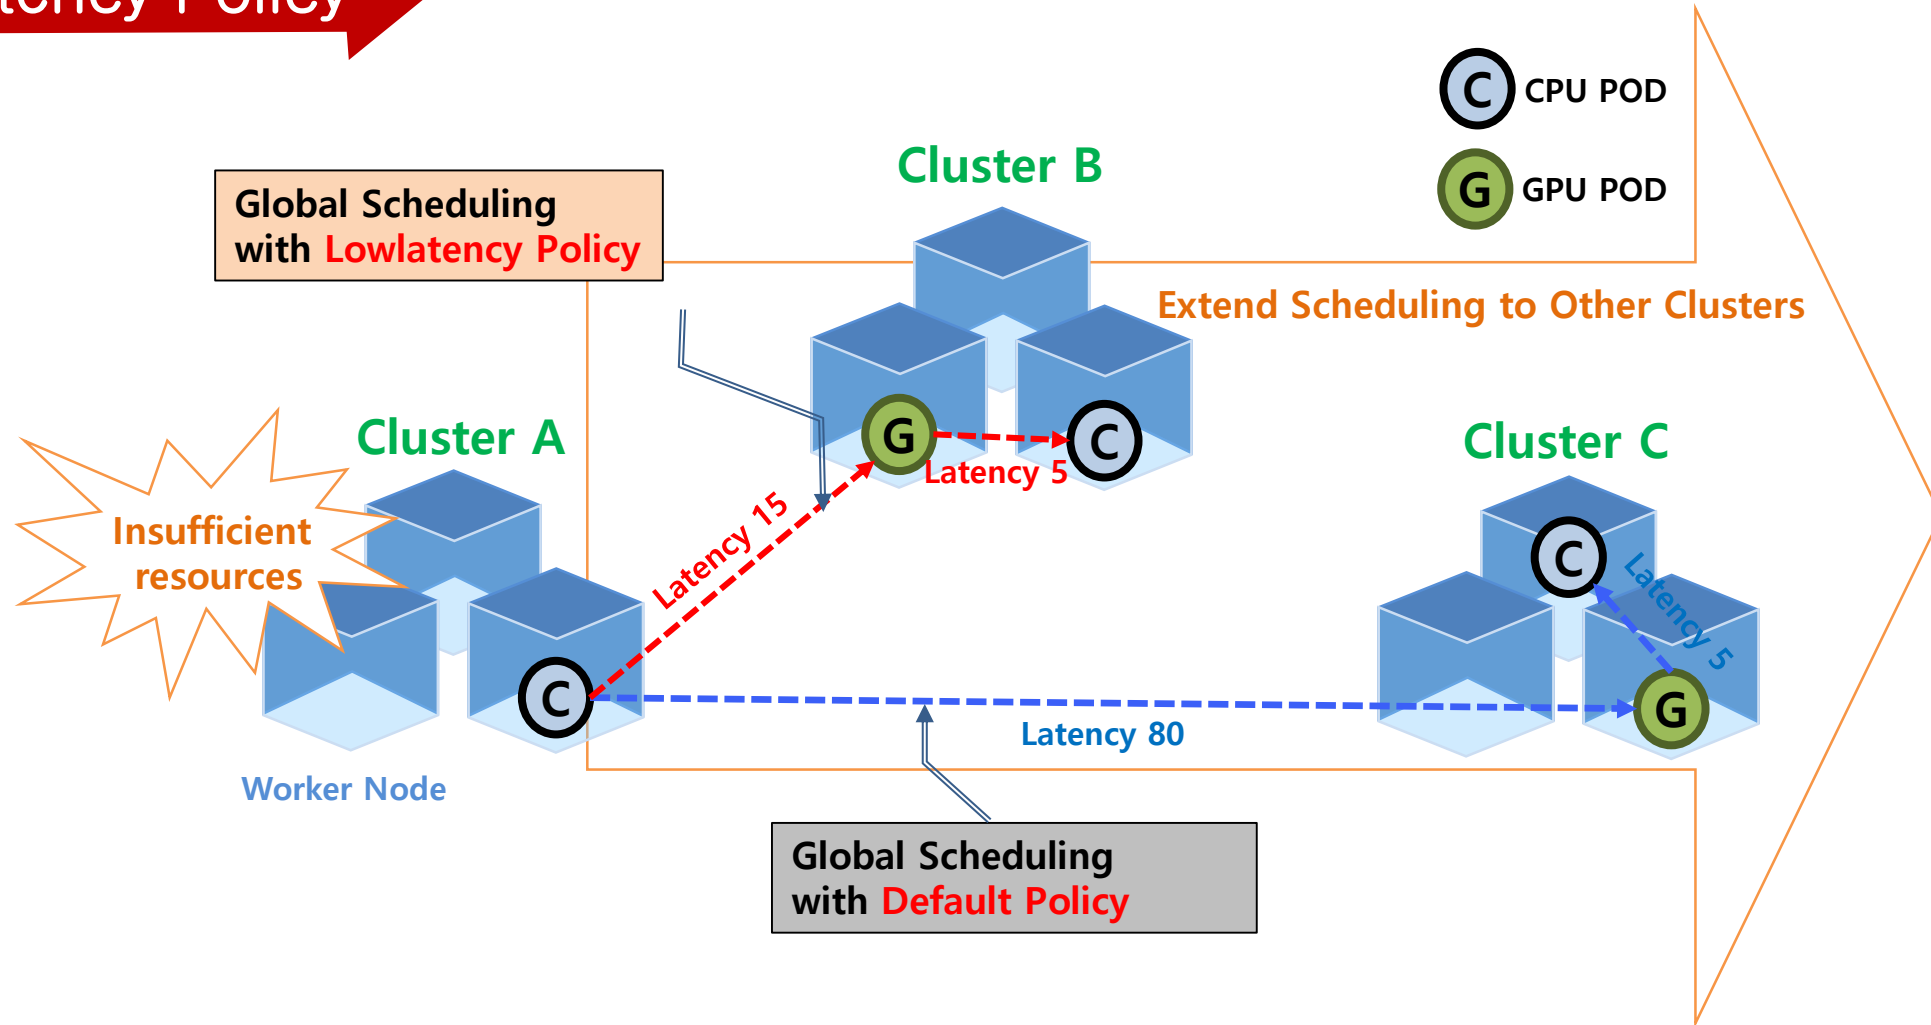 Policy
C CPU POD
G GPU POD
Cluster B
Global Scheduling
with Lowlatency Policy
Extend Scheduling to Other Clusters
G
C
Latency 5
Cluster A
Cluster C
Insufficient
resources
Latency 15
C
Latency 5
C
G
Latency 80
Worker Node
Global Scheduling
with Default Policy